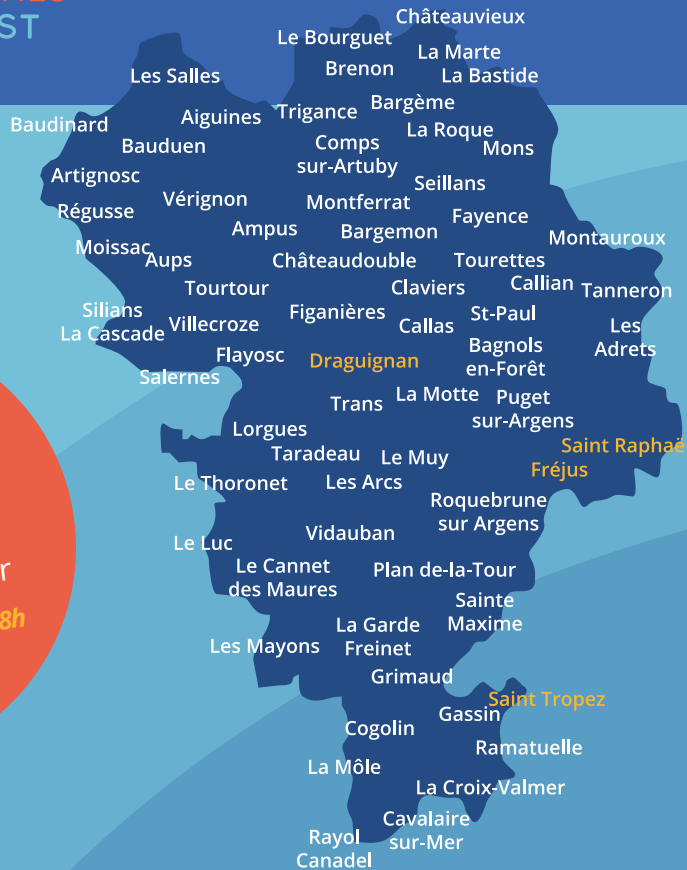 ST
Châteauvieux
Le Bourguet
La Marte
Brenon
La Bastide
Les Salles
Bargème
Trigance
Aiguines
Baudinard
La Roque
Comps
sur-Artuby
Bauduen
Mons
Artignosc
Seillans
Vérignon
Montferrat
Régusse
Fayence
Ampus
Bargemon
Montauroux
Moissac
Aups
Châteaudouble
Tourettes
Callian
Tourtour
Claviers
Tanneron
Silians
La Cascade
Figanières
St-Paul
Villecroze
Callas
Les
Adrets
Bagnols
en-Forêt
Flayosc
Draguignan
Salernes
La Motte
Puget
sur-Argens
Trans
Lorgues
Saint Raphaë
Taradeau
Le Muy
Fréjus
Le Thoronet
Les Arcs
Roquebrune
sur Argens
Vidauban
Le Luc
Le Cannet
des Maures
Plan de-la-Tour
r
Sainte
Maxime
8h
La Garde
Freinet
Les Mayons
Grimaud
Saint Tropez
Gassin
Cogolin
Ramatuelle
La Môle
La Croix-Valmer
Cavalaire
sur-Mer
Rayol
Canadel